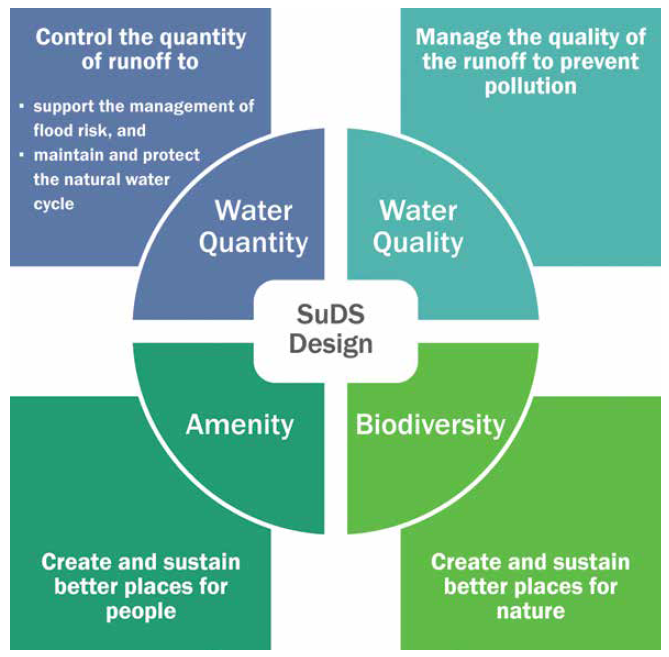 Control the quantity
of runoff to
▪ support the management of
flood risk, and
▪ maintain and protect
the natural water
cycle
Manage the quality of
the runoff to prevent
pollution
Water
Quantity
Water
Quality
SuDS
Design
Amenity
Biodiversity
Create and sustain
better places for
people
Create and sustain
better places for
nature